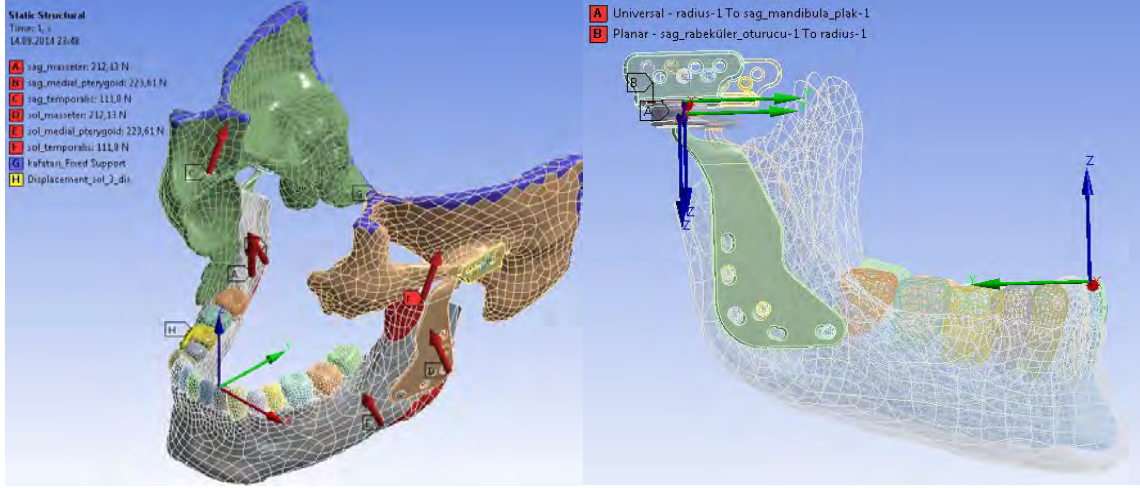 Static Structural
Time: 1, s
14.09.2014 23:48
A sag_masseter: 212,13 N
B sag_medial_pterygoid: 223,61 N
C sag_temporalis: 111,8 N
D sol_masseter: 212,13 N
E sol_medial_pterygoid: 223,61 N
F sol_temporalis: 111,8 N
G kafatasi_Fixed Support
H Displacement_sol_3_dis
C
G
A
F
H
D
E
A Universal - radius-1 To sag_mandibula_plak-1
B Planar - sag_rabeküler_oturucu-1 To radius-1
B
A
Z
Z
Z
X